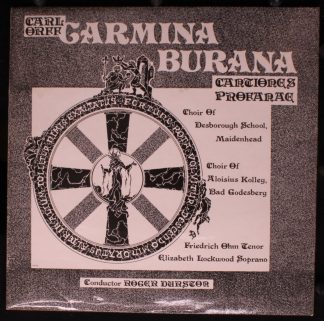 CARL ORFF
CARMINA
BURANA
CANTIONES
PROFANAE
Choir Of
Desborough School,
Maidenhead
Choir Of
Aloisius Kolleg,
Bad Godesberg
Friedrich Ohm Tenor
Elizabeth Lockwood Soprano
Conductor ROGER DURSTON